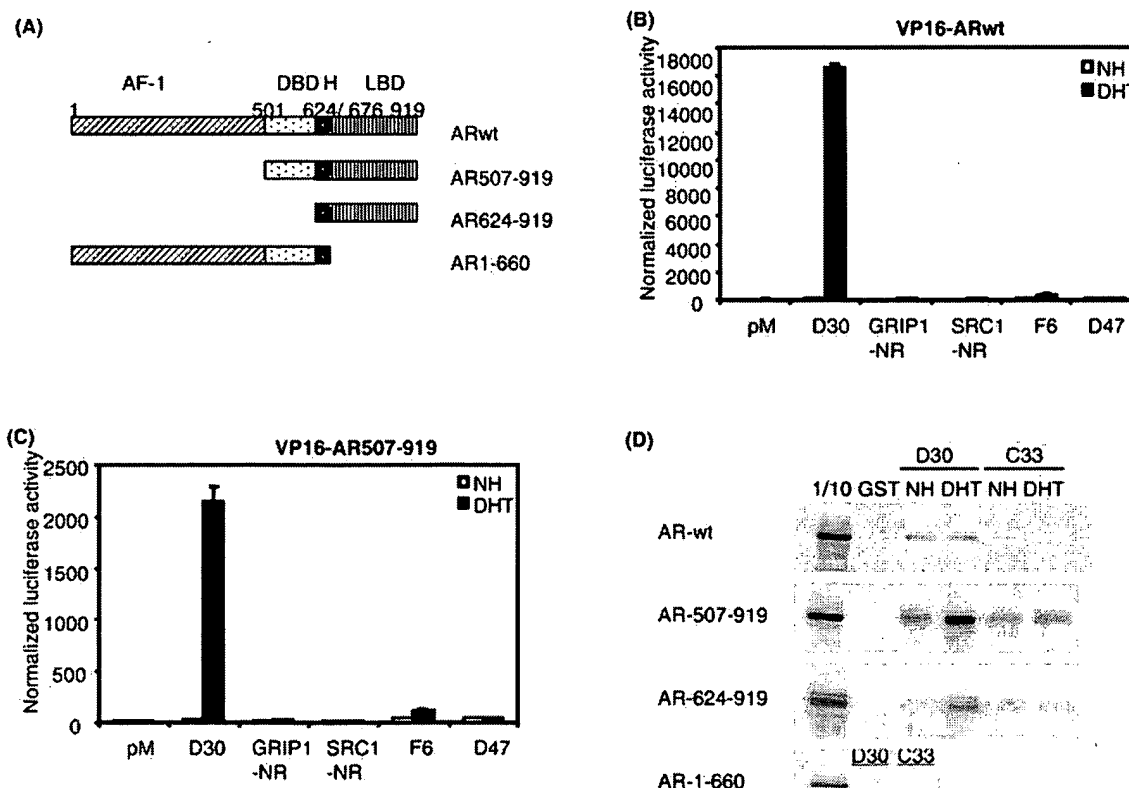 (A)
AF-1 DBD H LBD
1 501 624/ 676 919
ARwt
AR507-919
AR624-919
AR1-660
(B)
VP16-ARwt
Normalized luciferase activity
18000
16000
14000
12000
10000
8000
6000
4000
2000
0
NH
DHT
pM D30 GRIP1 -NR SRC1 -NR F6 D47
(C)
VP16-AR507-919
Normalized luciferase activity
2500
2000
1500
1000
500
0
NH
DHT
pM D30 GRIP1 -NR SRC1 -NR F6 D47
(D)
D30 C33
1/10 GST NH DHT NH DHT
AR-wt
AR-507-919
AR-624-919
D30 C33
AR-1-660